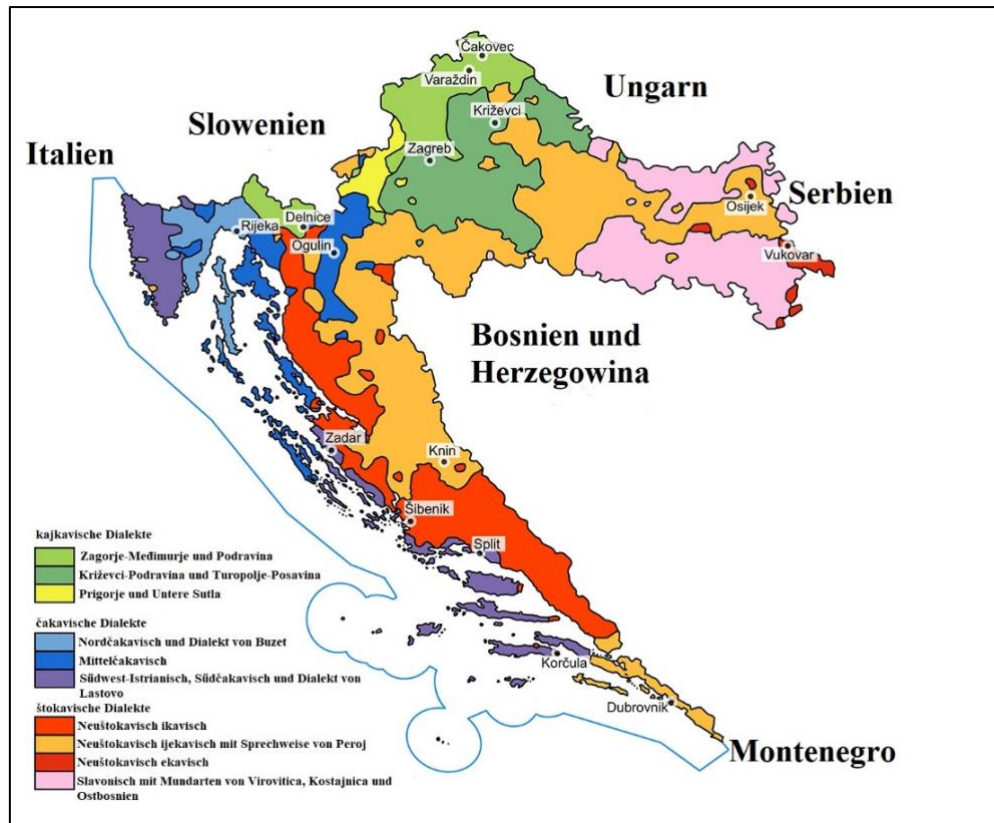 Čakovec
Varaždin
Ungarn
Križevci
Slowenien
Italien
Zagreb
Serbien
Osijek
Delnice
Rijeka
Ogulin
Vukovar
Bosnien und
Herzegowina
Zadar
Knin
Šibenik
Split
Korčula
Dubrovnik
Montenegro
kajkavische Dialekte
Zagorje-Međimurje und Podravina
Križevci-Podravina und Turopolje-Posavina
Prigorje und Untere Sutla
čakavische Dialekte
Nordčakavisch und Dialekt von Buzet
Mittelčakavisch
Südwest-Istrianisch, Südčakavisch und Dialekt von
Lastovo
štokavische Dialekte
Neuštokavisch ikavisch
Neuštokavisch ijekavisch mit Sprechweise von Peroj
Neuštokavisch ekavisch
Slavonisch mit Mundarten von Virovitica, Kostajnica und
Ostbosnien